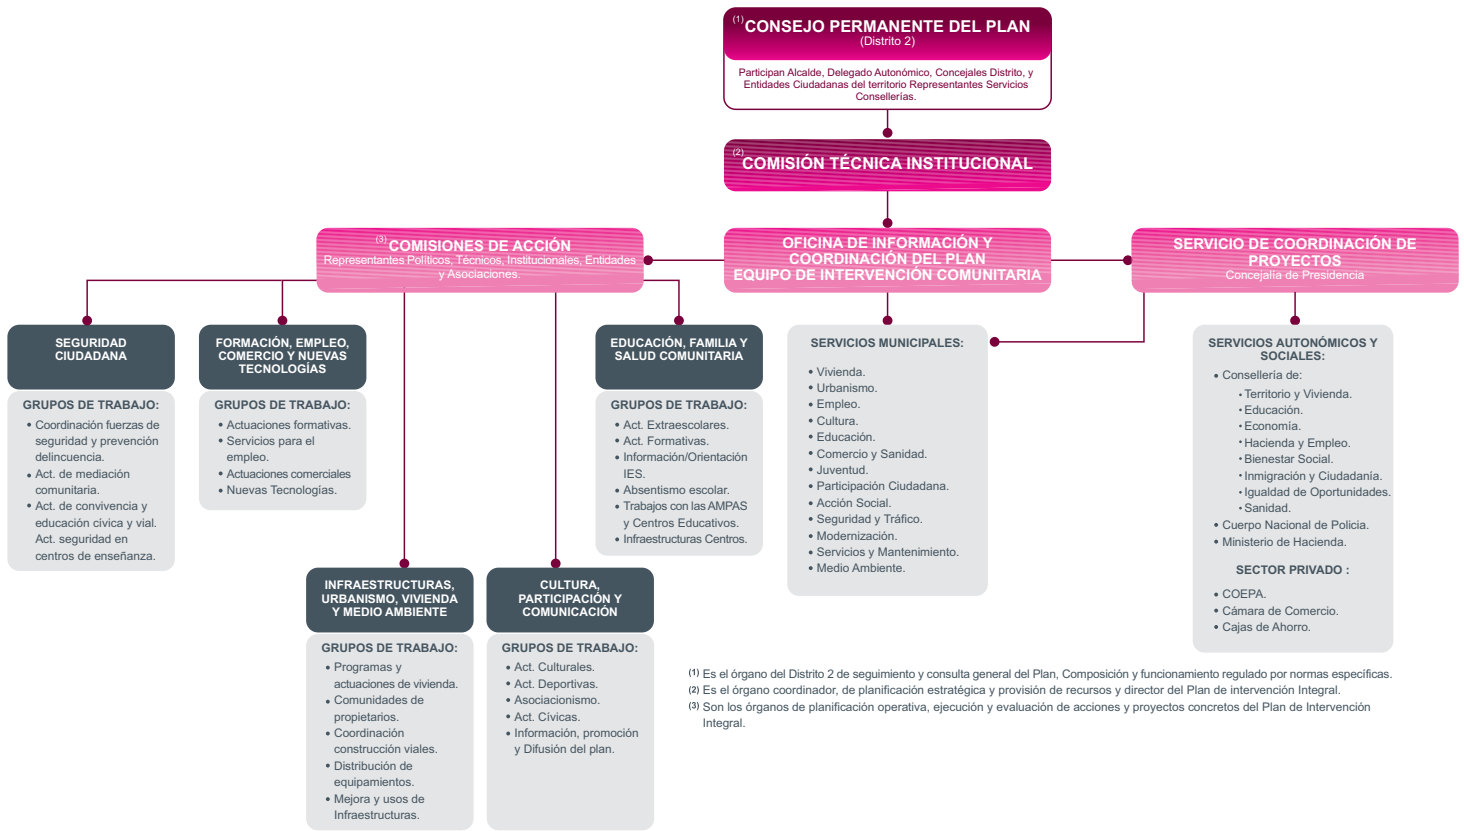 (1) CONSEJO PERMANENTE DEL PLAN
(Distrito 2)
Participan Alcalde, Delegado Autonómico, Concejales Distrito, y
Entidades Ciudadanas del territorio Representantes Servicios
Consellerías.
(2) COMISIÓN TÉCNICA INSTITUCIONAL
(3) COMISIONES DE ACCIÓN
Representantes Políticos, Técnicos, Institucionales, Entidades
y Asociaciones.
OFICINA DE INFORMACIÓN Y
COORDINACIÓN DEL PLAN
EQUIPO DE INTERVENCIÓN COMUNITARIA
SERVICIO DE COORDINACIÓN DE
PROYECTOS
Concejalía de Presidencia
SEGURIDAD
CIUDADANA
GRUPOS DE TRABAJO:
• Coordinación fuerzas de
seguridad y prevención
delincuencia.
• Act. de mediación
comunitaria.
• Act. de convivencia y
educación cívica y vial.
Act. seguridad en
centros de enseñanza.
FORMACIÓN, EMPLEO,
COMERCIO Y NUEVAS
TECNOLOGÍAS
GRUPOS DE TRABAJO:
• Actuaciones formativas.
• Servicios para el
empleo.
• Actuaciones comerciales
• Nuevas Tecnologías.
EDUCACIÓN, FAMILIA Y
SALUD COMUNITARIA
GRUPOS DE TRABAJO:
• Act. Extraescolares.
• Act. Formativas.
• Información/Orientación
IES.
• Absentismo escolar.
• Trabajos con las AMPAS
y Centros Educativos.
• Infraestructuras Centros.
SERVICIOS MUNICIPALES:
• Vivienda.
• Urbanismo.
• Empleo.
• Cultura.
• Educación.
• Comercio y Sanidad.
• Juventud.
• Participación Ciudadana.
• Acción Social.
• Seguridad y Tráfico.
• Modernización.
• Servicios y Mantenimiento.
• Medio Ambiente.
SERVICIOS AUTONÓMICOS Y
SOCIALES:
• Consellería de:
• Territorio y Vivienda.
• Educación.
• Economía.
• Hacienda y Empleo.
• Bienestar Social.
• Inmigración y Ciudadanía.
• Igualdad de Oportunidades.
• Sanidad.
• Cuerpo Nacional de Policia.
• Ministerio de Hacienda.
SECTOR PRIVADO :
• COEPA.
• Cámara de Comercio.
• Cajas de Ahorro.
INFRAESTRUCTURAS,
URBANISMO, VIVIENDA
Y MEDIO AMBIENTE
GRUPOS DE TRABAJO:
• Programas y
actuaciones de vivienda.
• Comunidades de
propietarios.
• Coordinación
construcción viales.
• Distribución de
equipamientos.
• Mejora y usos de
Infraestructuras.
CULTURA,
PARTICIPACIÓN Y
COMUNICACIÓN
GRUPOS DE TRABAJO:
• Act. Culturales.
• Act. Deportivas.
• Asociacionismo.
• Act. Cívicas.
• Información, promoción
y Difusión del plan.
(1) Es el órgano del Distrito 2 de seguimiento y consulta general del Plan, Composición y funcionamiento regulado por normas específicas.
(2) Es el órgano coordinador, de planificación estratégica y provisión de recursos y director del Plan de intervención Integral.
(3) Son los órganos de planificación operativa, ejecución y evaluación de acciones y proyectos concretos del Plan de Intervención
Integral.